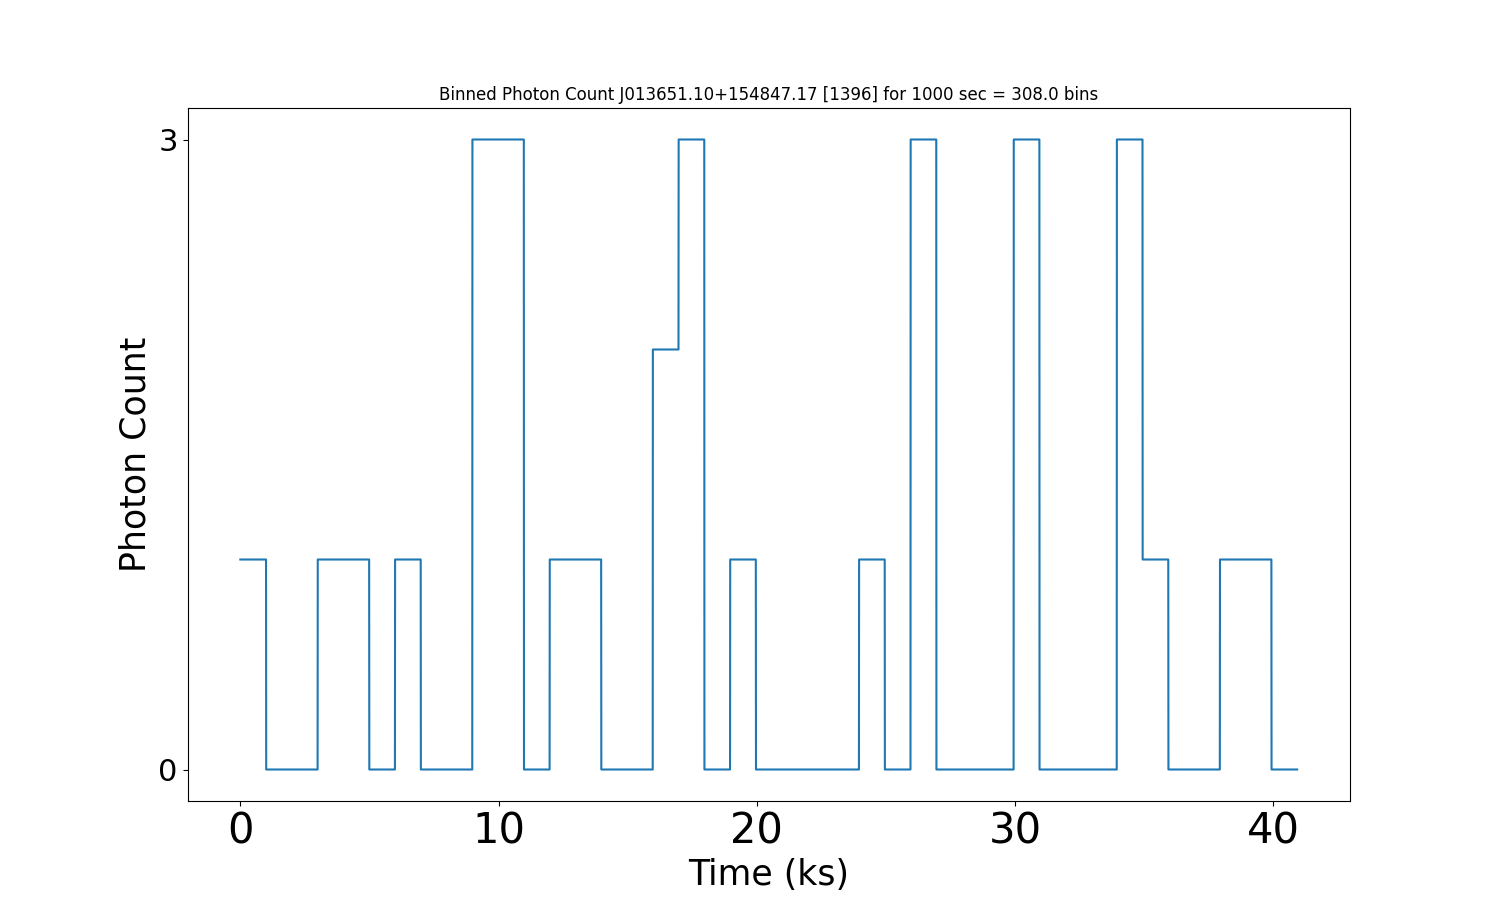 Binned Photon Count J013651.10+154847.17 [1396] for 1000 sec = 308.0 bins
3
Photon Count
0
0 10 20 30 40
Time (ks)